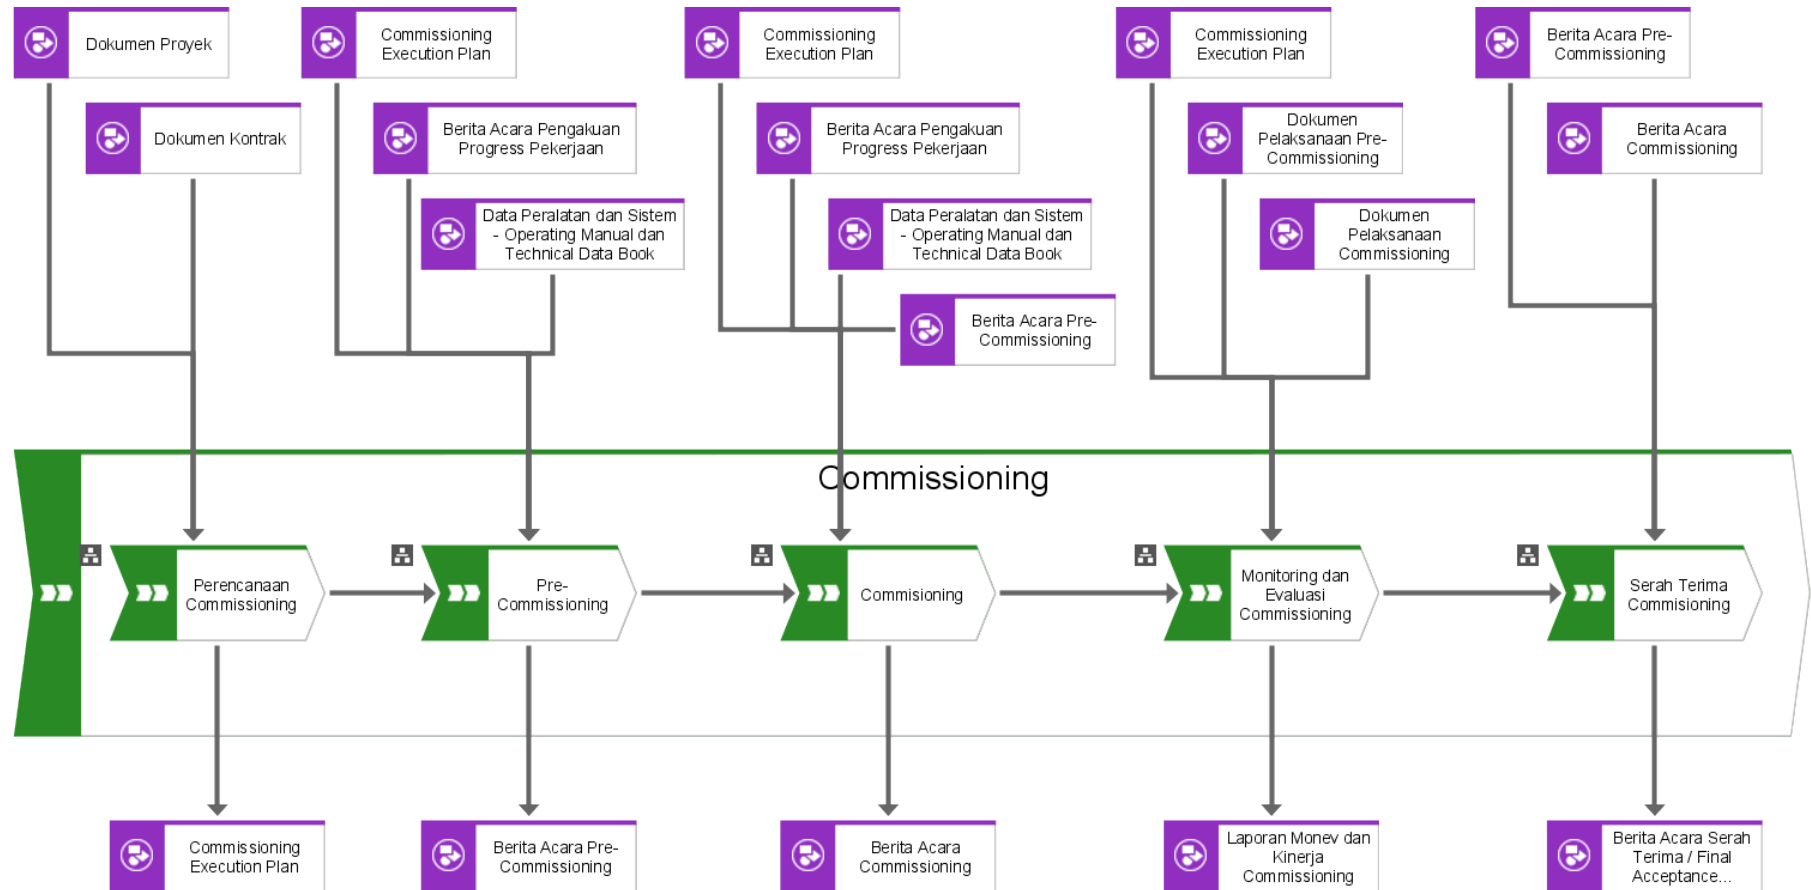 Dokumen Proyek
Commissioning
Execution Plan
Commissioning
Execution Plan
Commissioning
Execution Plan
Berita Acara Pre-
Commissioning
Dokumen Kontrak
Berita Acara Pengakuan
Progress Pekerjaan
Berita Acara Pengakuan
Progress Pekerjaan
Dokumen
Pelaksanaan Pre-
Commissioning
Berita Acara
Commissioning
Data Peralatan dan Sistem
- Operating Manual dan
Technical Data Book
Data Peralatan dan Sistem
- Operating Manual dan
Technical Data Book
Dokumen
Pelaksanaan
Commissioning
Berita Acara Pre-
Commissioning
Commissioning
Perencanaan
Commissioning
Pre-
Commissioning
Commisioning
Monitoring dan
Evaluasi
Commissioning
Serah Terima
Commisioning
Commissioning
Execution Plan
Berita Acara Pre-
Commissioning
Berita Acara
Commissioning
Laporan Monev dan
Kinerja
Commissioning
Berita Acara Serah
Terima / Final
Acceptance...